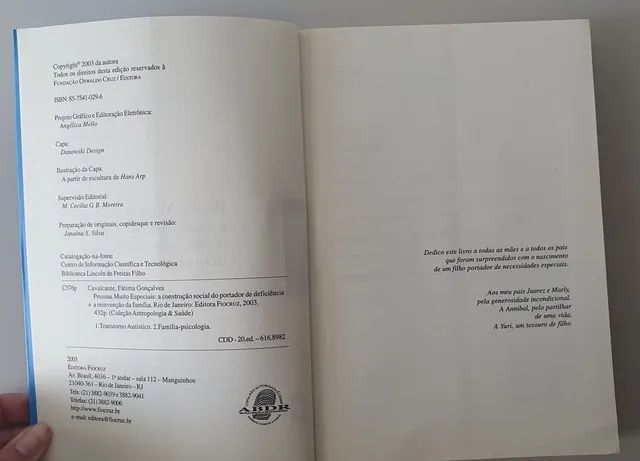 Copyright© 2003 da autora
Todos os direitos desta edição reservados à
FUNDAÇÃO OSWALDO CRUZ / EDITORA
ISBN: 85-7541-029-6
Projeto Gráfico e Editoração Eletrônica:
Angélica Mello
Capa:
Danowski Design
Ilustração da Capa:
A partir de escultura de Hans Arp
Supervisão Editorial:
M. Cecilia G. B. Moreira
Preparação de originais, copidesque e revisão:
Janaina S. Silva
Catalogação-na-fonte
Centro de Informação Científica e Tecnológica
Biblioteca Lincoln de Freitas Filho
C376p Cavalcante, Fátima Gonçalves
Pessoas Muito Especiais: a construção social do portador de deficiência
e a reinvenção da família. Rio de Janeiro: Editora FIOCRUZ, 2003.
432p. (Coleção Antropologia & Saúde)
1.Transtorno Autístico. 2.Família-psicologia.
CDD - 20.ed. – 616.8982
2003
EDITORA FIOCRUZ
Av. Brasil, 4036 – 1ª andar – sala 112 – Manguinhos
21040-361 – Rio de Janeiro – RJ
Tels: (21) 3882-9039 e 3882-9041
Telefax: (21) 3882-9006
http://www.fiocruz.br
e-mail: editora@fiocruz.br
ABDR
Dedico este livro a todas as mães e a todos os pais
que foram surpreendidos com o nascimento
de um filho portador de necessidades especiais.
Aos meus pais Juarez e Marly,
pela generosidade incondicional.
A Annibal, pelo partilhar
de uma vida.
A Yuri, um tesouro de filho.